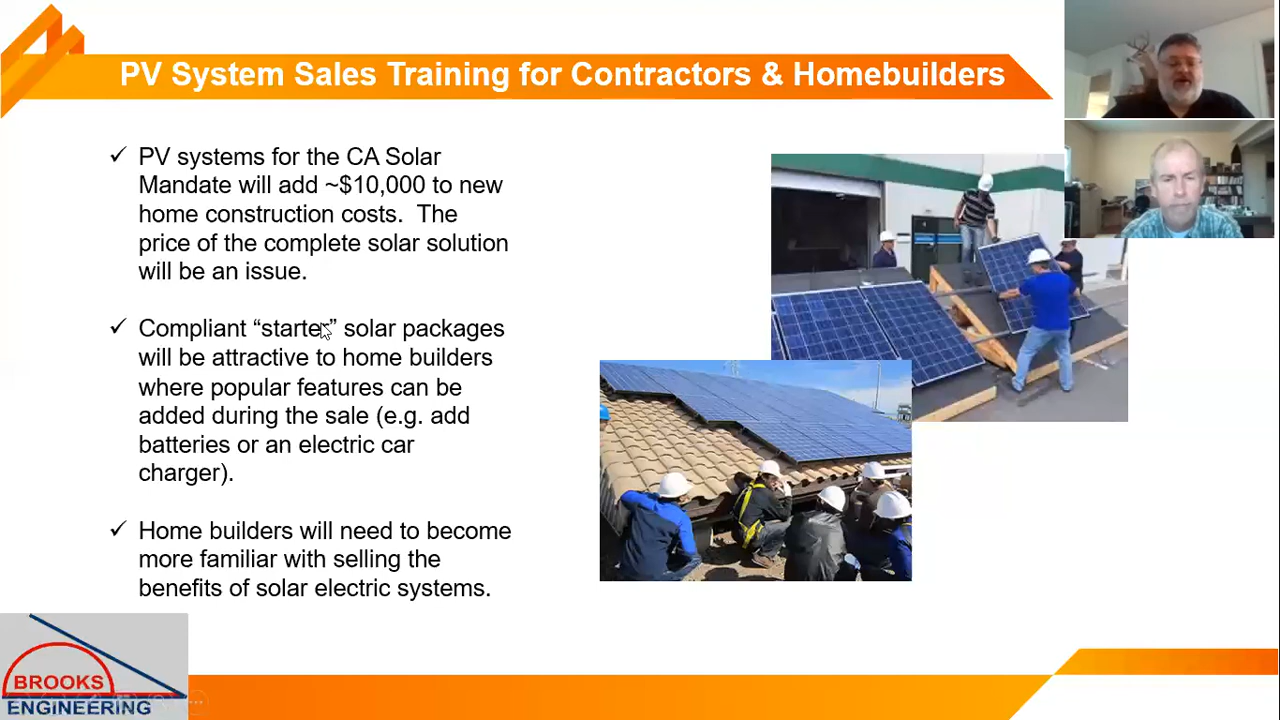 PV System Sales Training for Contractors & Homebuilders
PV systems for the CA Solar
Mandate will add ~$10,000 to new
home construction costs.  The
price of the complete solar solution
will be an issue.
Compliant “starter” solar packages
will be attractive to home builders
where popular features can be
added during the sale (e.g. add
batteries or an electric car
charger).
Home builders will need to become
more familiar with selling the
benefits of solar electric systems.
BROOKS
ENGINEERING